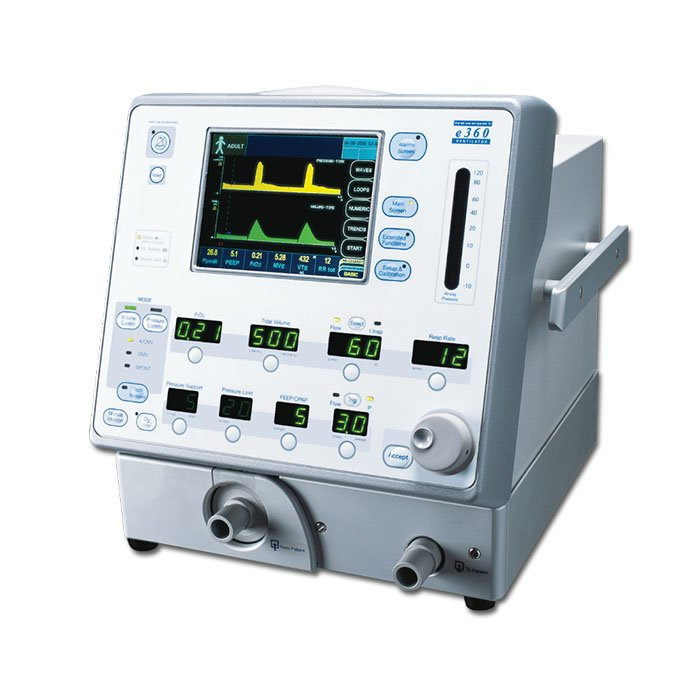 NEWPORT
e360
VENTILATOR
ADULT
Alarms
Screen
PRESSURE-TIME
WAVES
LOOPS
VOLUME-TIME
NUMERIC
TRENDS
START
BASIC
28.8 5.1 0.21 5.28 432 12
Ppeak PEEP FiO2 MVE VTE RR tot
Main
Screen
Extended
Functions
Setup &
Calibration
120
80
60
40
20
0
-10
Airway
Pressure
Reset
MODE
Volume
Control
Pressure
Control
A/CMV
SIMV
SPONT
FiO2
0.21
Tidal Volume
500
Flow Select t Insp
60
Resp Rate
12
Pressure Support
5
Pressure Limit
20
PEEP/CPAP
5
Flow Trig P
3.0
Accept
Manual
Inflation
O2
From Patient
To Patient